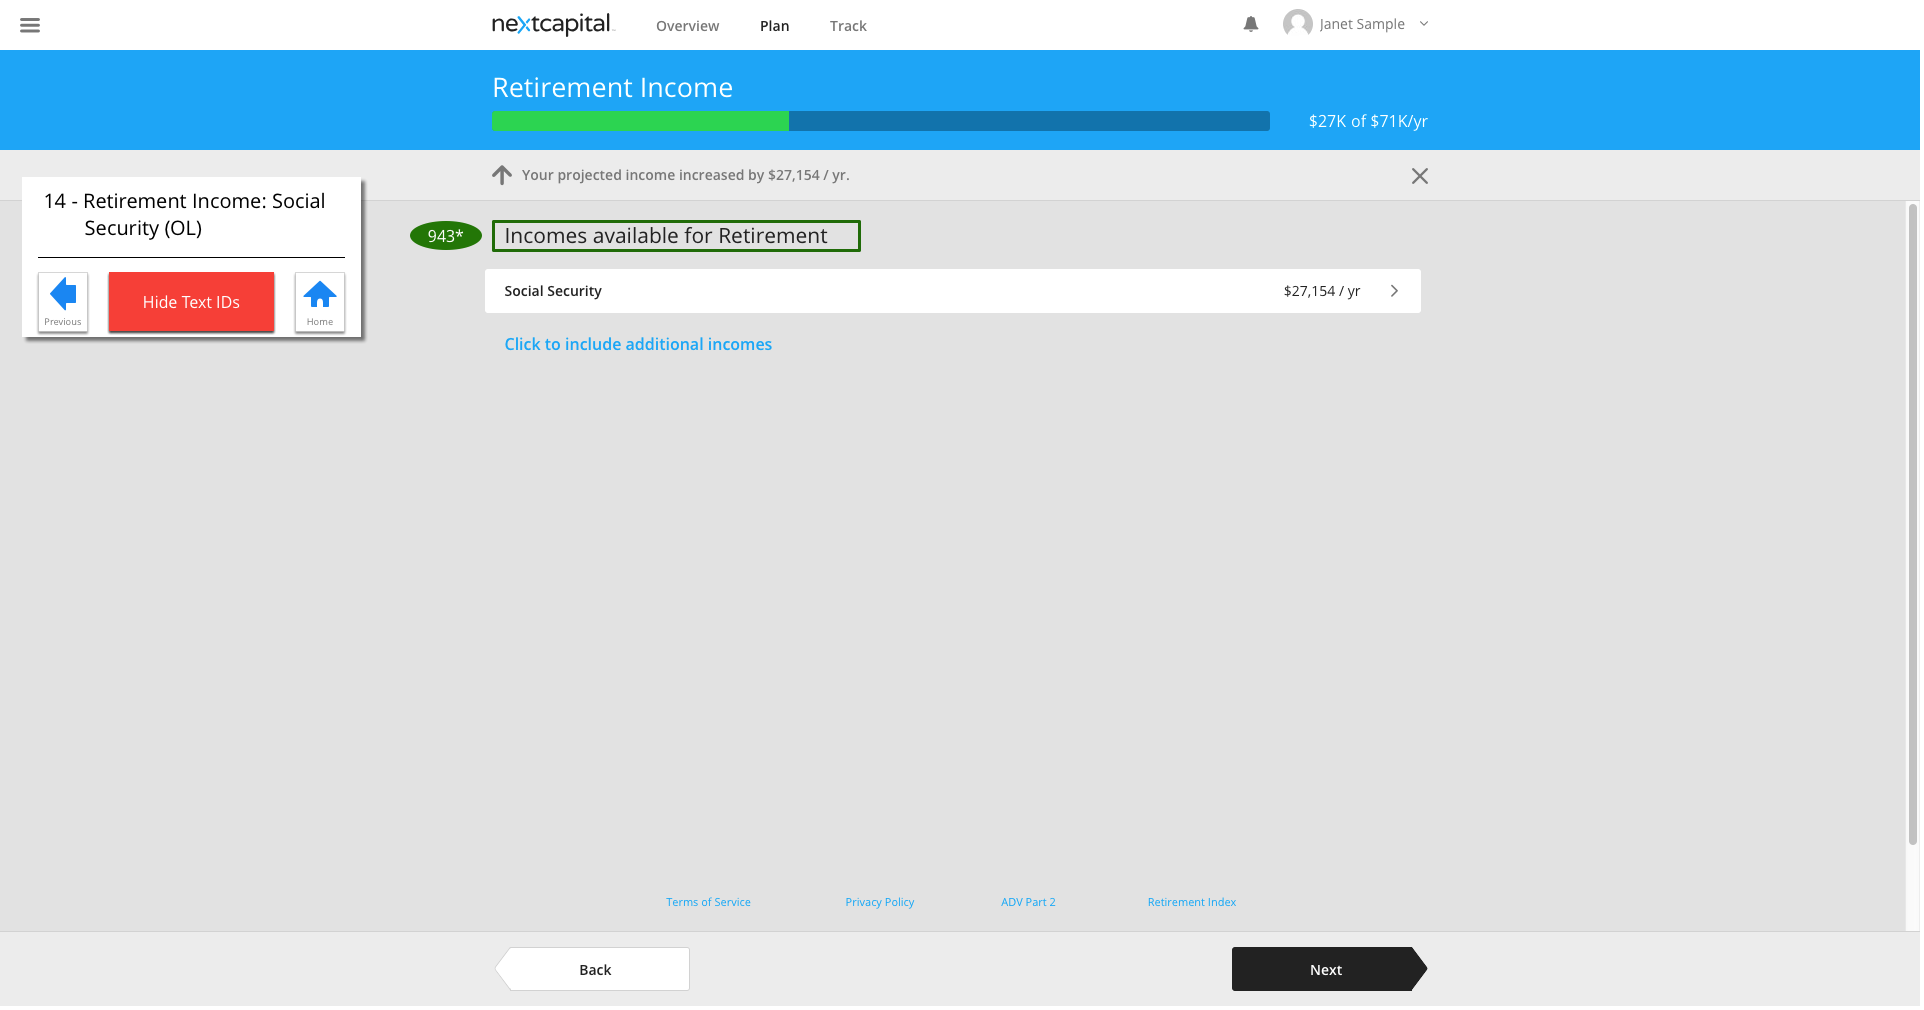 nextcapital
Overview
Plan
Track
Janet Sample
Retirement Income
$27K of $71K/yr
Your projected income increased by $27,154 / yr.
14 - Retirement Income: Social
Security (OL)
Previous
Hide Text IDs
Home
943*
Incomes available for Retirement
Social Security
$27,154 / yr
Click to include additional incomes
Terms of Service
Privacy Policy
ADV Part 2
Retirement Index
Back
Next